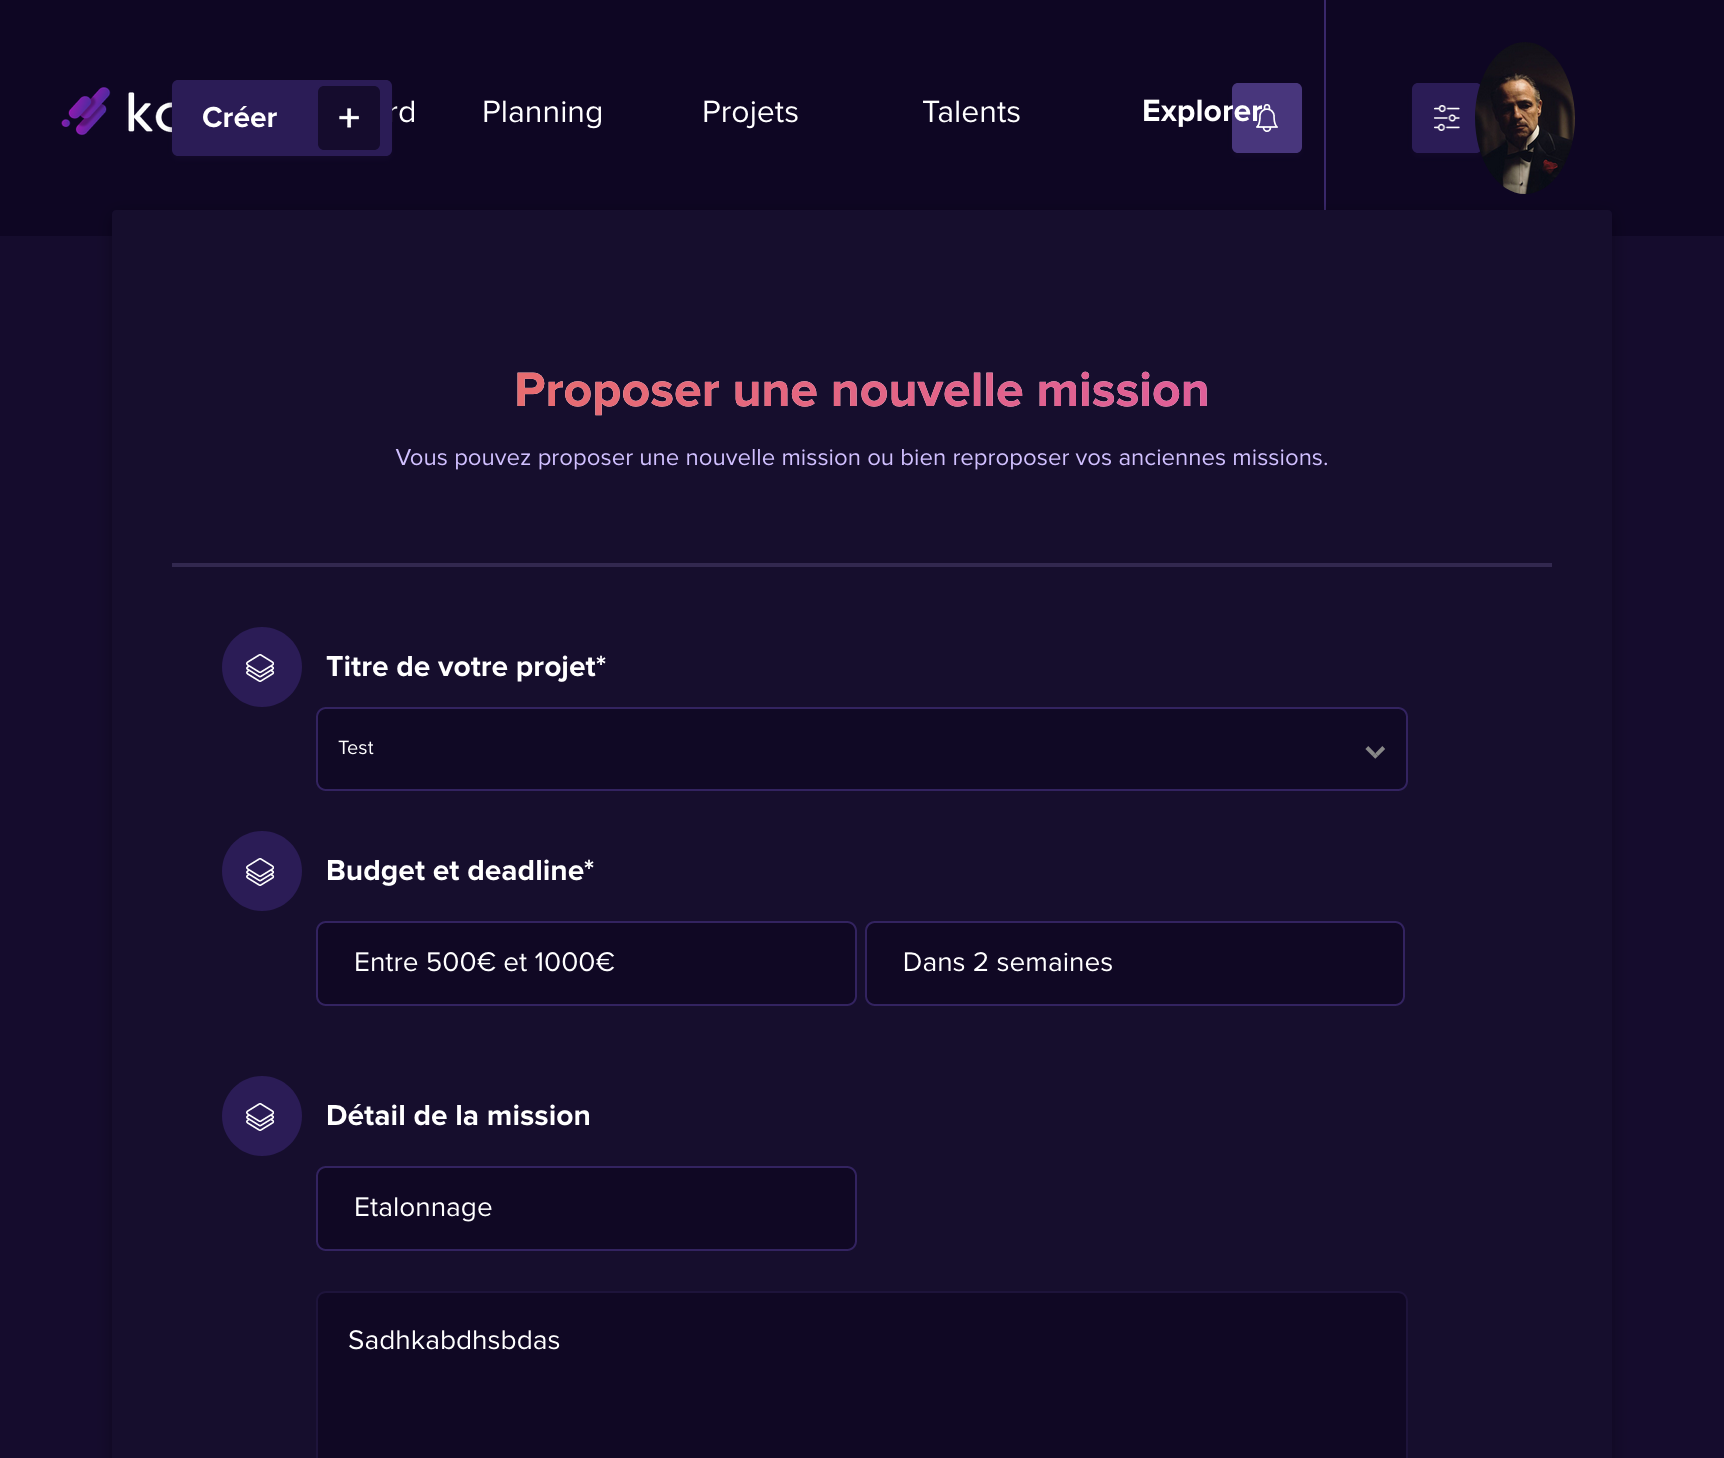 Créer +
Planning
Projets
Talents
Explorer
Proposer une nouvelle mission
Vous pouvez proposer une nouvelle mission ou bien reproposer vos anciennes missions.
Titre de votre projet*
Test
Budget et deadline*
Entre 500€ et 1000€
Dans 2 semaines
Détail de la mission
Etalonnage
Sadhkabdhsbdas